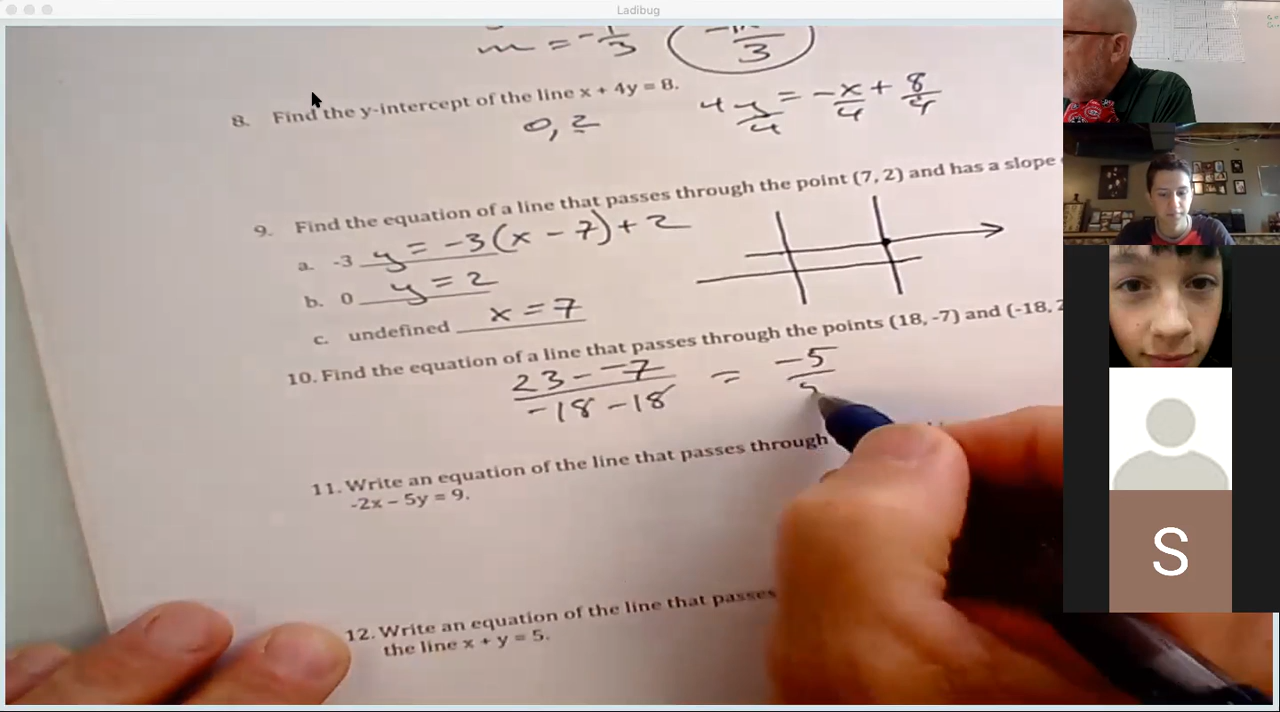 Ladibug
m = -1/3
3
8. Find the y-intercept of the line x + 4y = 8.
4y/4 = -x/4 + 8/4
0, 2
9. Find the equation of a line that passes through the point (7, 2) and has a slope
a. -3 y = -3(x - 7) + 2
b. 0 y = 2
c. undefined x = 7
10. Find the equation of a line that passes through the points (18, -7) and (-18, 2
23 - -7 / -18 - 18 = -5
11. Write an equation of the line that passes through
-2x – 5y = 9.
12. Write an equation of the line that passes
the line x + y = 5.
S